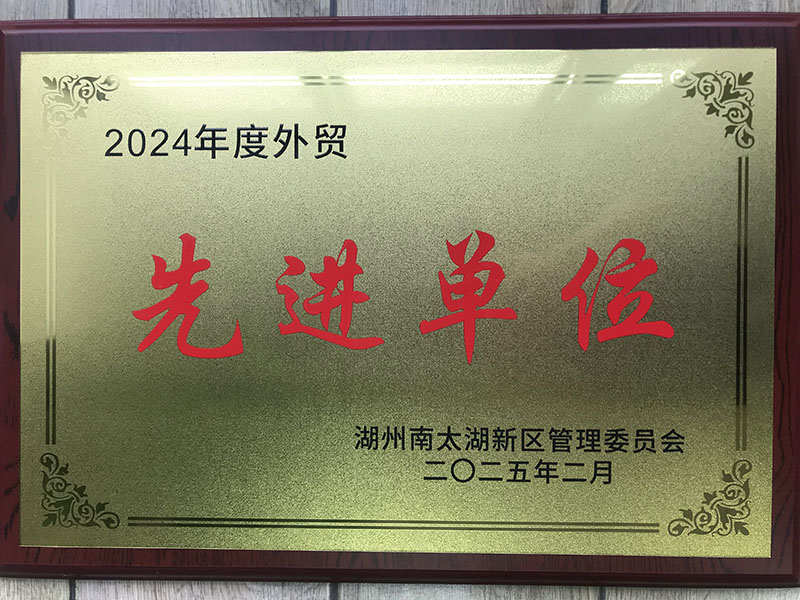 2024年度外贸
先进单位
湖州南太湖新区管理委员会
二〇二五年二月